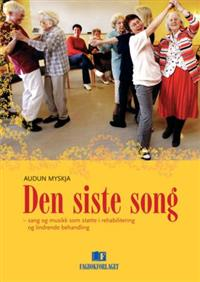 AUDUN MYSKJA
Den siste song
– sang og musikk som støtte i rehabilitering
og lindrende behandling
F
FAGBOKFORLAGET